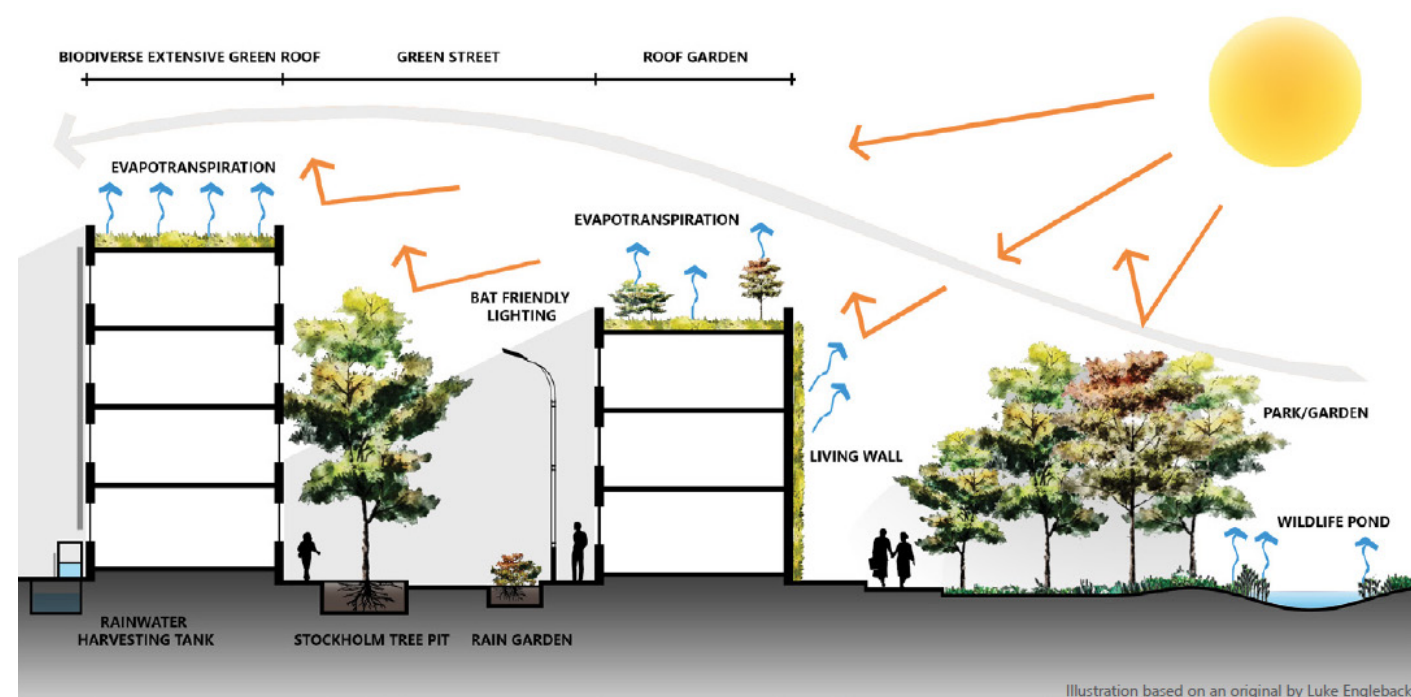 BIODIVERSE EXTENSIVE GREEN ROOF
GREEN STREET
ROOF GARDEN
EVAPOTRANSPIRATION
EVAPOTRANSPIRATION
BAT FRIENDLY
LIGHTING
PARK/GARDEN
LIVING WALL
WILDLIFE POND
RAINWATER
HARVESTING TANK
STOCKHOLM TREE PIT
RAIN GARDEN
Illustration based on an original by Luke Engleback